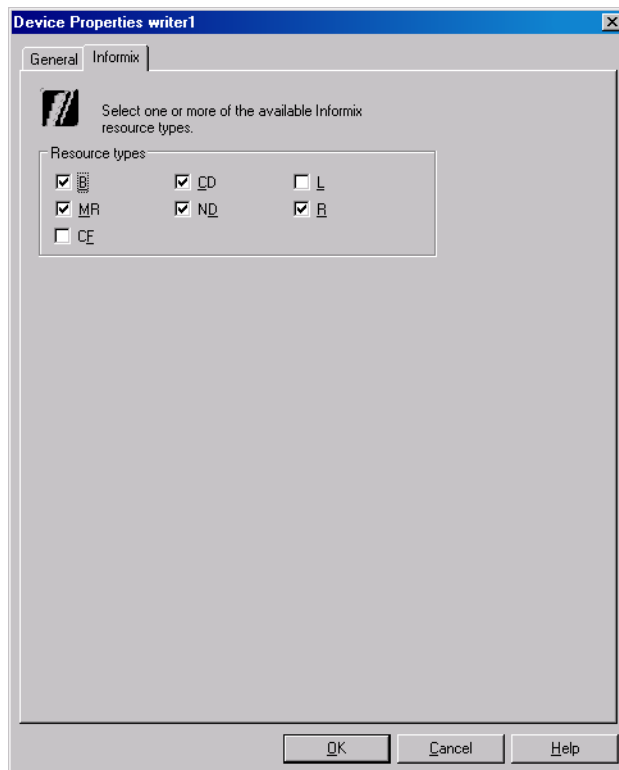 Device Properties writer1
General Informix
Select one or more of the available Informix
resource types.
Resource types
B CD L
MR ND R
CF
OK Cancel Help